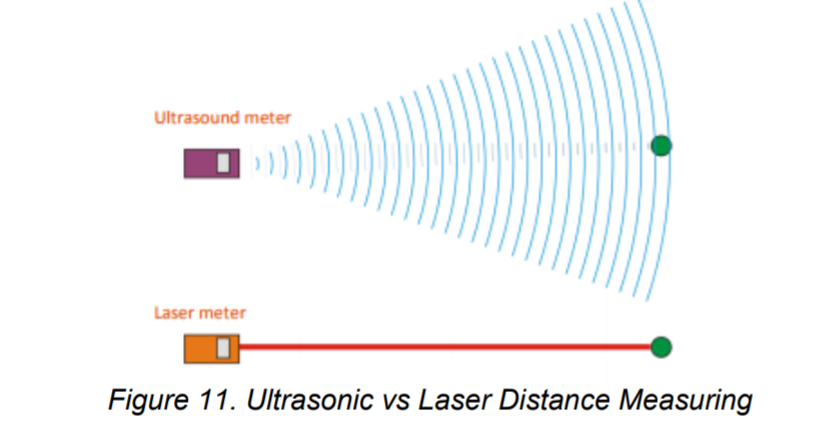 Ultrasound meter
Laser meter
Figure 11. Ultrasonic vs Laser Distance Measuring